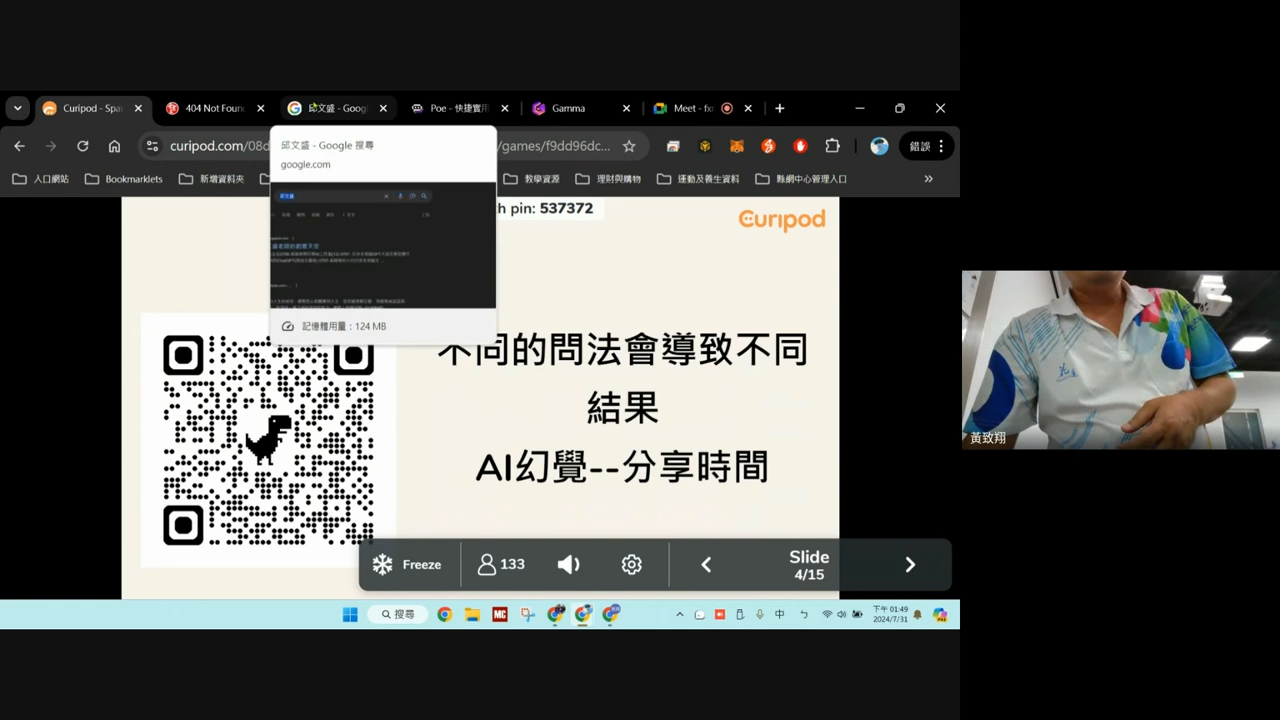 Curipod - Spa
404 Not Foun
邱文盛 - Goog
Poe - 快捷實用
Gamma
Meet - fx
curipod.com/08d
/games/f9dd96dc...
錯誤
人口網站
Bookmarklets
新增資料夾
教學資源
理財與購物
運動及養生資料
縣網中心管理入口
邱文盛 - Google 搜尋
google.com
記憶體用量：124 MB
h pin: 537372
Curipod
不同的問法會導致不同
結果
AI幻覺--分享時間
Freeze
133
Slide
4/15
黃致翔
搜尋
MC
中
下午 01:49
2024/7/31